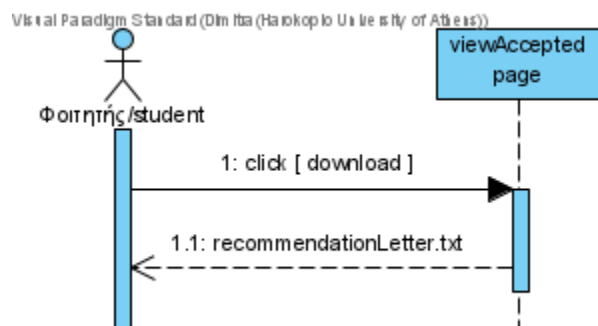 Visual Paradigm Standard (Dimitra (Harokopio University of Athens))
viewAccepted
page
Φοιτητής/student
1: click [ download ]
1.1: recommendationLetter.txt